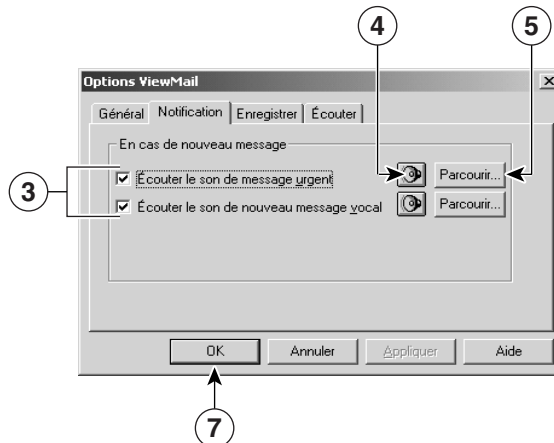 4 5
Options ViewMail
Général Notification Enregistrer Écouter
En cas de nouveau message
3
Écouter le son de message urgent Parcourir...
Écouter le son de nouveau message vocal Parcourir...
OK Annuler Appliquer Aide
7